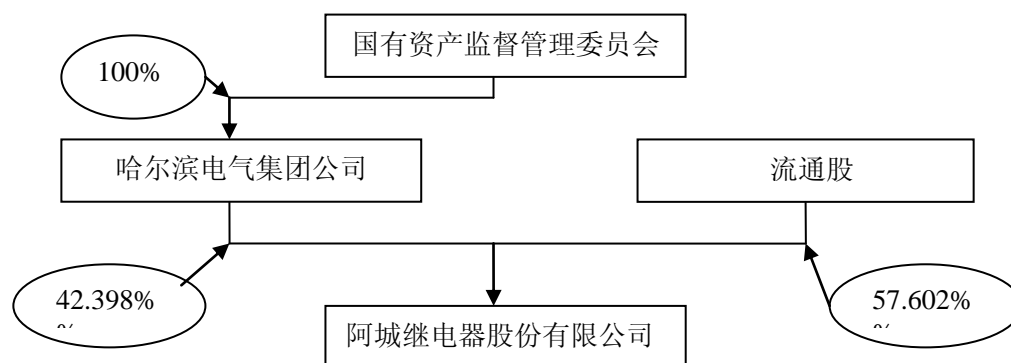 国有资产监督管理委员会
100%
哈尔滨电气集团公司
流通股
42.398%
%
57.602%
%
阿城继电器股份有限公司